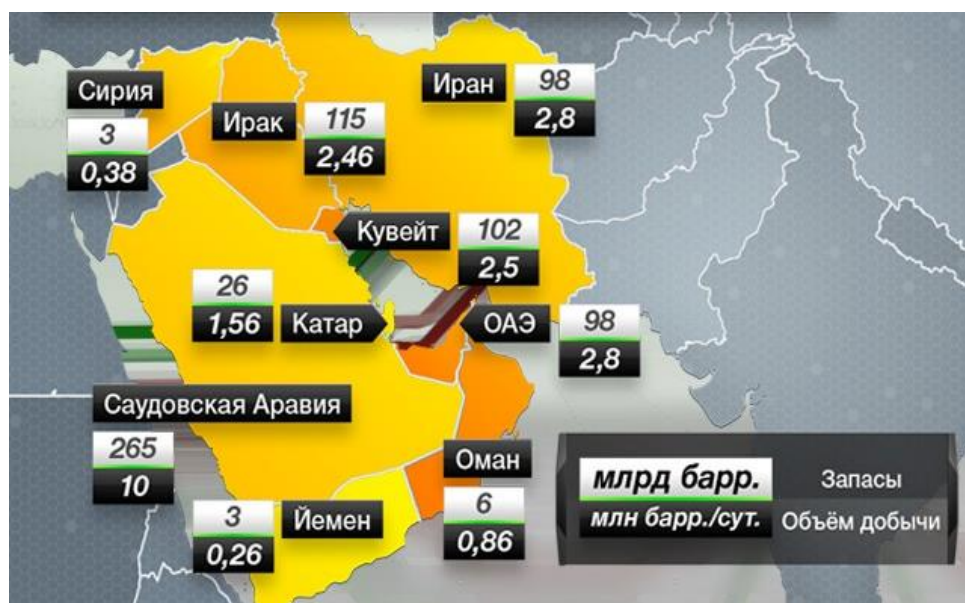 Сирия
3
0,38
Ирак
115
2,46
Иран
98
2,8
Кувейт
102
2,5
26
1,56
Катар
ОАЭ
98
2,8
Саудовская Аравия
265
10
3
0,26
Йемен
Оман
6
0,86
млрд барр.
Запасы
млн барр./сут.
Объём добычи